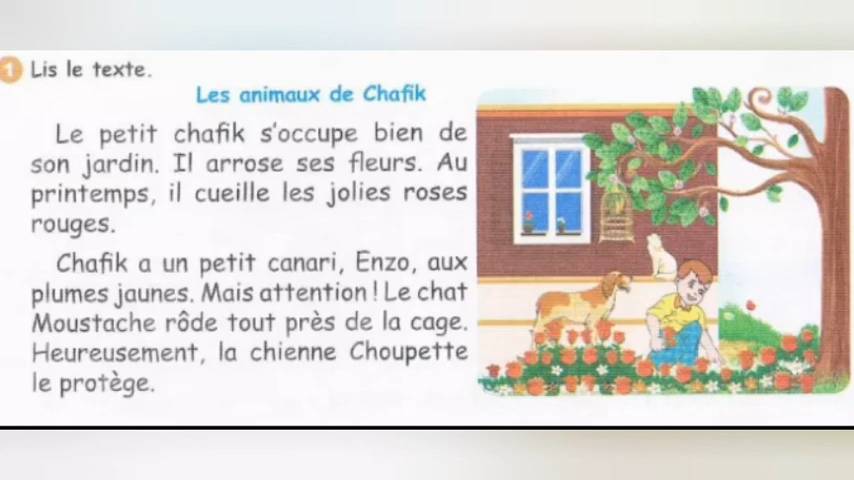 1 Lis le texte.
Les animaux de Chafik
Le petit chafik s'occupe bien de
son jardin. Il arrose ses fleurs. Au
printemps, il cueille les jolies roses
rouges.
Chafik a un petit canari, Enzo, aux
plumes jaunes. Mais attention ! Le chat
Moustache rôde tout près de la cage.
Heureusement, la chienne Choupette
le protège.